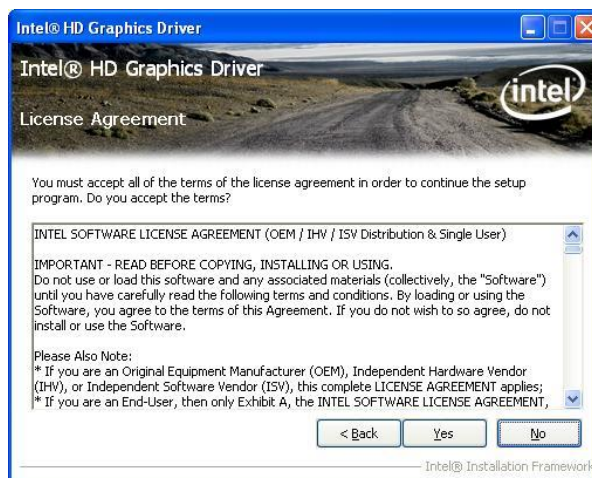 Intel® HD Graphics Driver
Intel® HD Graphics Driver
intel
License Agreement
You must accept all of the terms of the license agreement in order to continue the setup
program. Do you accept the terms?
INTEL SOFTWARE LICENSE AGREEMENT (OEM / IHV / ISV Distribution & Single User)
IMPORTANT - READ BEFORE COPYING, INSTALLING OR USING.
Do not use or load this software and any associated materials (collectively, the "Software")
until you have carefully read the following terms and conditions. By loading or using the
Software, you agree to the terms of this Agreement. If you do not wish to so agree, do not
install or use the Software.
Please Also Note:
* If you are an Original Equipment Manufacturer (OEM), Independent Hardware Vendor
(IHV), or Independent Software Vendor (ISV), this complete LICENSE AGREEMENT applies;
* If you are an End-User, then only Exhibit A, the INTEL SOFTWARE LICENSE AGREEMENT,
< Back Yes No
Intel® Installation Framework